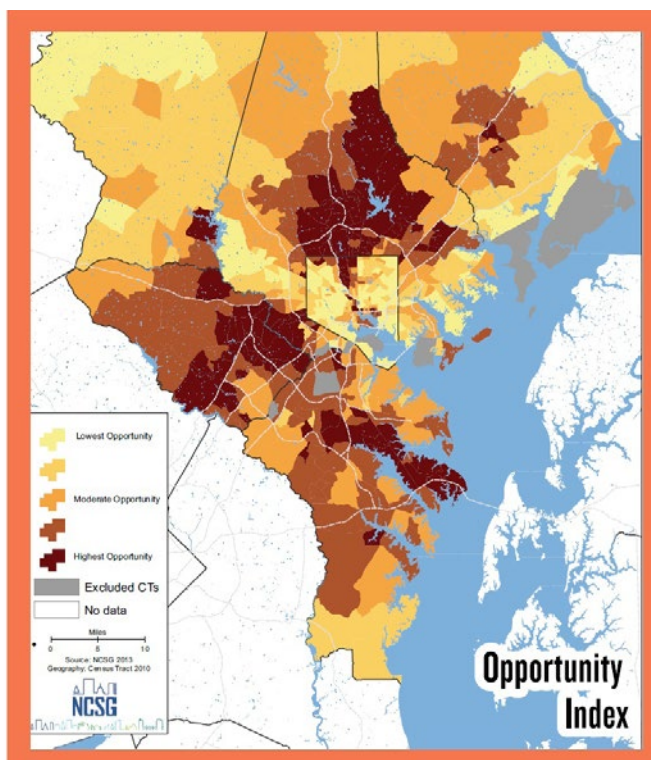 Lowest Opportunity
Moderate Opportunity
Highest Opportunity
Excluded CTs
No data
Miles
0 5 10
Source: NCSG 2013
Geography: Census Tract 2010
NCSG
Opportunity
Index